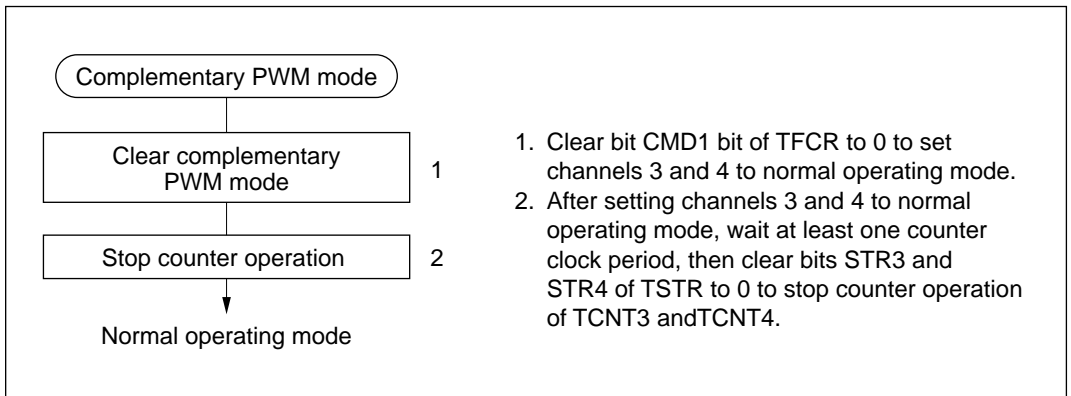 Complementary PWM mode
Clear complementary
PWM mode
1
Stop counter operation
2
Normal operating mode
1. Clear bit CMD1 bit of TFCR to 0 to set
channels 3 and 4 to normal operating mode.
2. After setting channels 3 and 4 to normal
operating mode, wait at least one counter
clock period, then clear bits STR3 and
STR4 of TSTR to 0 to stop counter operation
of TCNT3 andTCNT4.